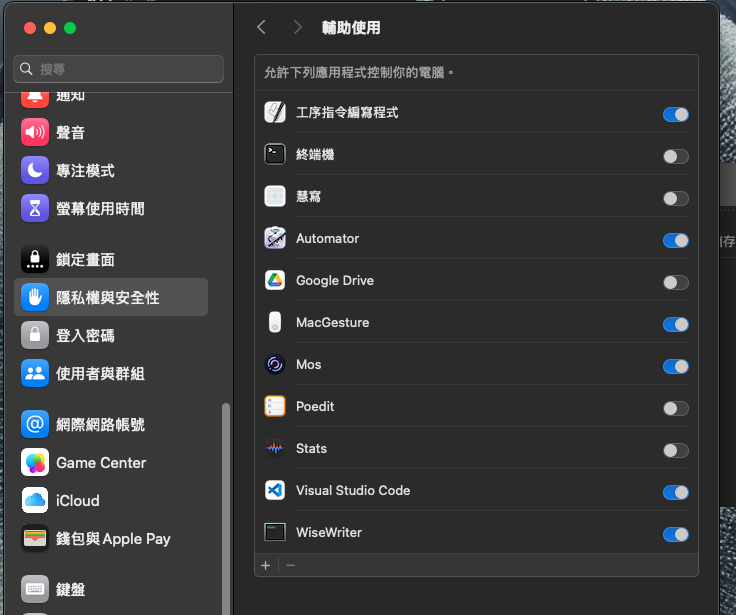 輔助使用
搜尋
通知
聲音
專注模式
螢幕使用時間
鎖定畫面
隱私權與安全性
登入密碼
使用者與群組
網際網路帳號
Game Center
iCloud
錢包與 Apple Pay
鍵盤
允許下列應用程式控制你的電腦。
工序指令編寫程式
終端機
慧寫
Automator
Google Drive
MacGesture
Mos
Poedit
Stats
Visual Studio Code
WiseWriter